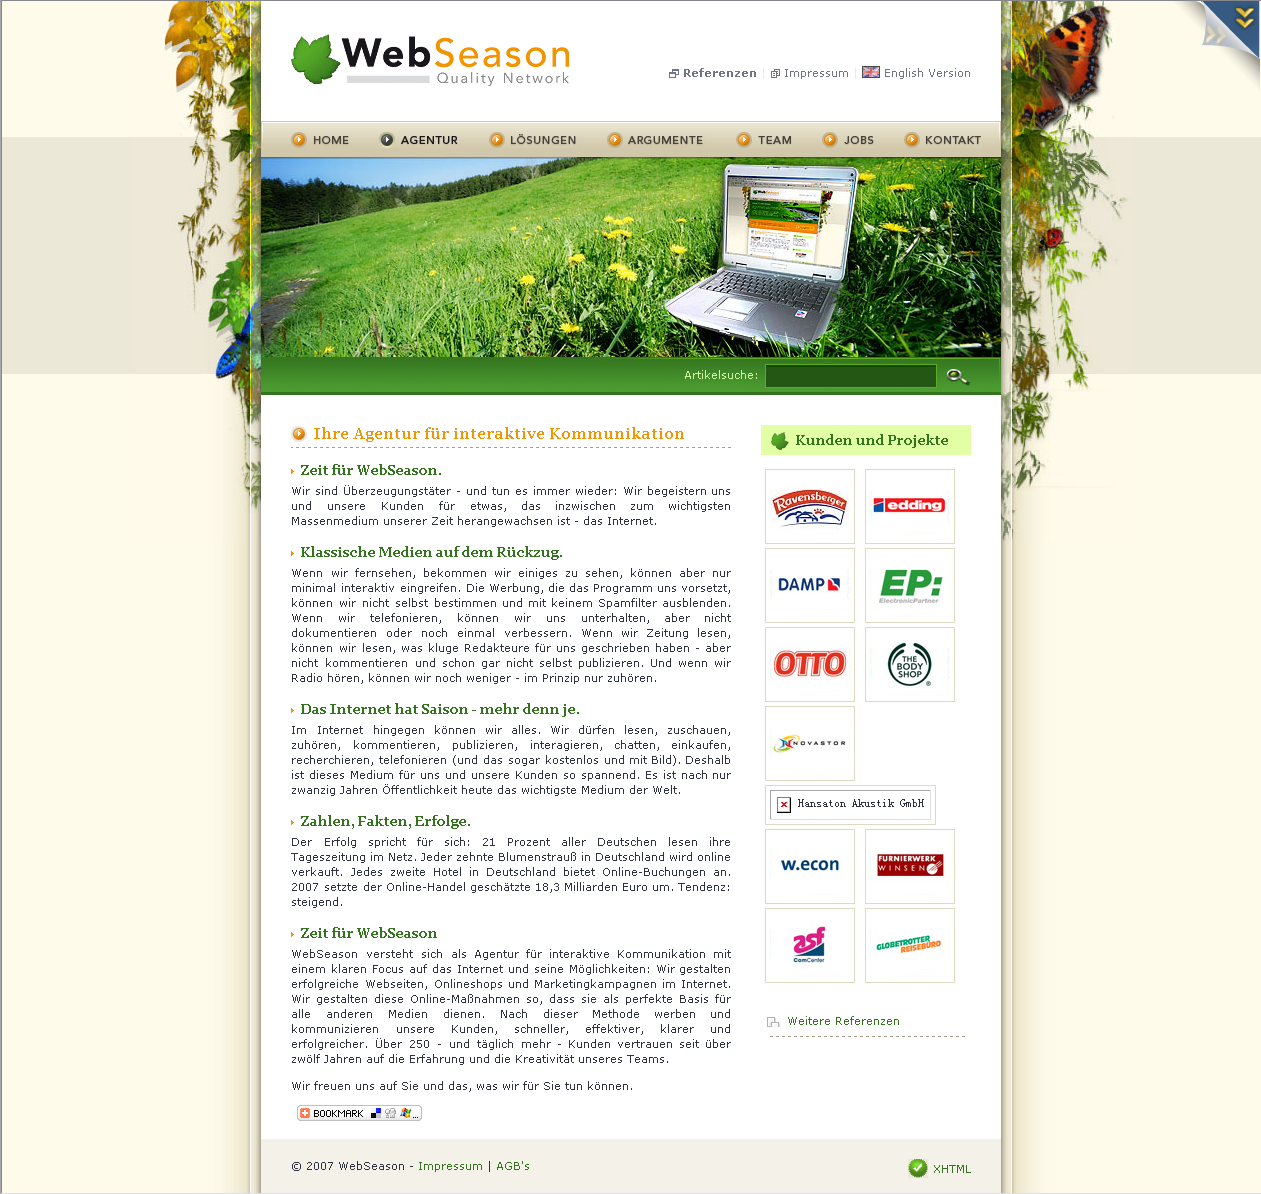 WebSeason
Quality Network
Referenzen | Impressum | English Version
HOME AGENTUR LÖSUNGEN ARGUMENTE TEAM JOBS KONTAKT
Artikelsuche:
Ihre Agentur für interaktive Kommunikation
Zeit für WebSeason.
Wir sind Überzeugungstäter - und tun es immer wieder: Wir begeistern uns
und unsere Kunden für etwas, das inzwischen zum wichtigsten
Massenmedium unserer Zeit herangewachsen ist - das Internet.
Klassische Medien auf dem Rückzug.
Wenn wir fernsehen, bekommen wir einiges zu sehen, können aber nur
minimal interaktiv eingreifen. Die Werbung, die das Programm uns vorsetzt,
können wir nicht selbst bestimmen und mit keinem Spamfilter ausblenden.
Wenn wir telefonieren, können wir uns unterhalten, aber nicht
dokumentieren oder noch einmal verbessern. Wenn wir Zeitung lesen,
können wir lesen, was kluge Redakteure für uns geschrieben haben - aber
nicht kommentieren und schon gar nicht selbst publizieren. Und wenn wir
Radio hören, können wir noch weniger - im Prinzip nur zuhören.
Das Internet hat Saison - mehr denn je.
Im Internet hingegen können wir alles. Wir dürfen lesen, zuschauen,
zuhören, kommentieren, publizieren, interagieren, chatten, einkaufen,
recherchieren, telefonieren (und das sogar kostenlos und mit Bild). Deshalb
ist dieses Medium für uns und unsere Kunden so spannend. Es ist nach nur
zwanzig Jahren Öffentlichkeit heute das wichtigste Medium der Welt.
Zahlen, Fakten, Erfolge.
Der Erfolg spricht für sich: 21 Prozent aller Deutschen lesen ihre
Tageszeitung im Netz. Jeder zehnte Blumenstrauß in Deutschland wird online
verkauft. Jedes zweite Hotel in Deutschland bietet Online-Buchungen an.
2007 setzte der Online-Handel geschätzte 18,3 Milliarden Euro um. Tendenz:
steigend.
Zeit für WebSeason
WebSeason versteht sich als Agentur für interaktive Kommunikation mit
einem klaren Focus auf das Internet und seine Möglichkeiten: Wir gestalten
erfolgreiche Webseiten, Onlineshops und Marketingkampagnen im Internet.
Wir gestalten diese Online-Maßnahmen so, dass sie als perfekte Basis für
alle anderen Medien dienen. Nach dieser Methode werben und
kommunizieren unsere Kunden, schneller, effektiver, klarer und
erfolgreicher. Über 250 - und täglich mehr - Kunden vertrauen seit über
zwölf Jahren auf die Erfahrung und die Kreativität unseres Teams.
Wir freuen uns auf Sie und das, was wir für Sie tun können.
BOOKMARK ...
Kunden und Projekte
Ravensberger
edding
DAMP
EP:
ElectronicPartner
OTTO
THE
BODY
SHOP
®
NOVASTOR
Hansaton Akustik GmbH
w.econ
FURNIERWERK
WINSEN
asf
ComCenter
GLOBETROTTER
REISEBÜRO
Weitere Referenzen
© 2007 WebSeason - Impressum | AGB's
XHTML